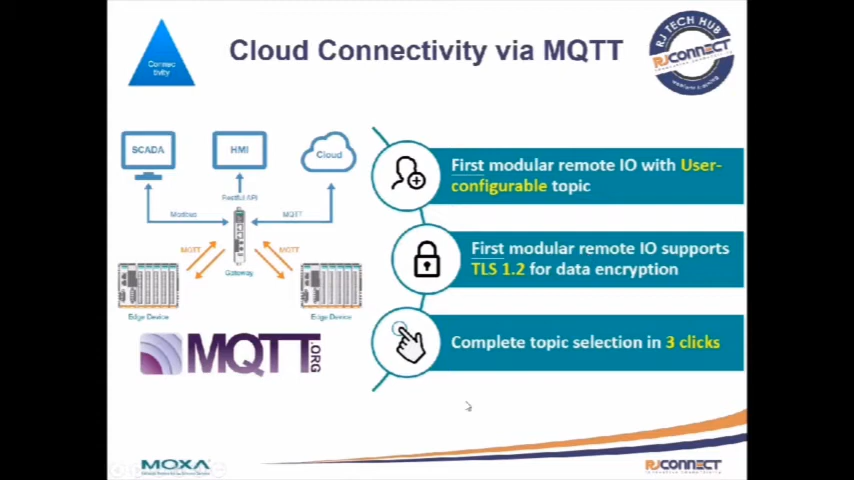 Connec
tivity
Cloud Connectivity via MQTT
RJ TECH HUB
RJCONNECT
SCADA
HMI
Cloud
Restful API
Modbus
MQTT
MQTT
MQTT
Gateway
Edge Device
Edge Device
MQTT.ORG
First modular remote IO with User-
configurable topic
First modular remote IO supports
TLS 1.2 for data encryption
Complete topic selection in 3 clicks
MOXA
RJCONNECT